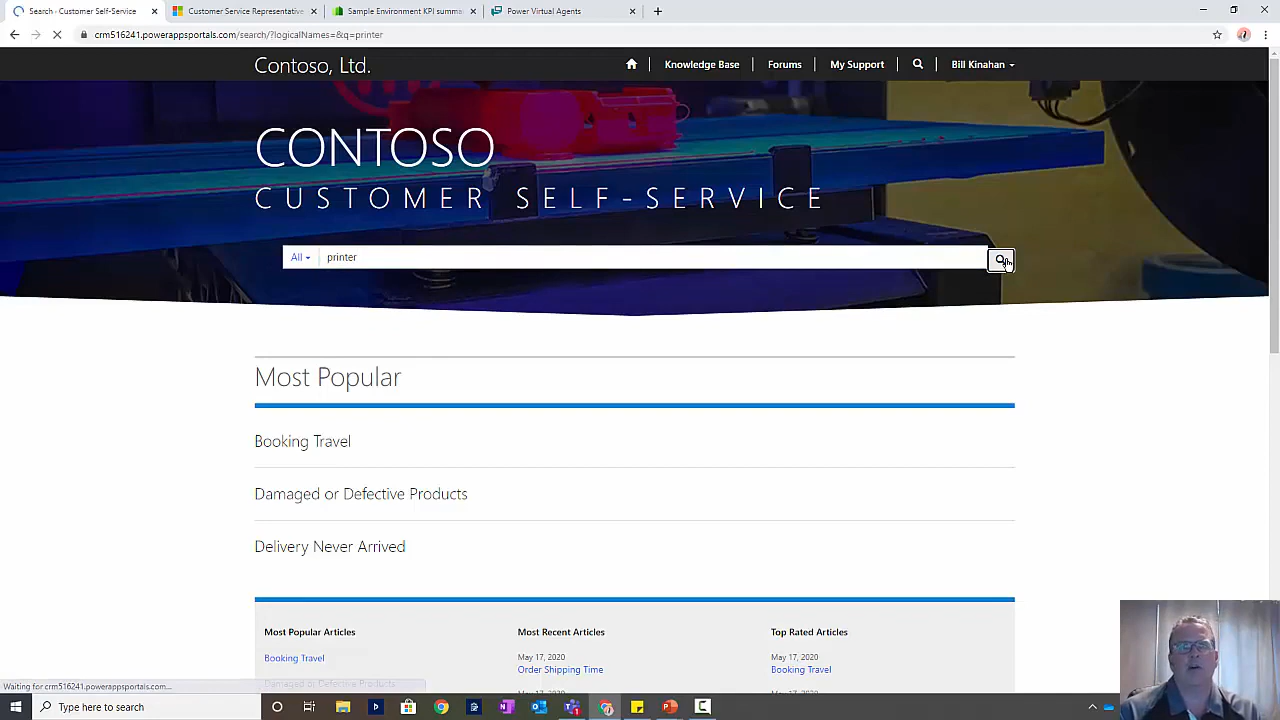 Search - Customer Self-Service
Customer Service Representative
Sample Environment KPI summa
Power Virtual Agents
crm516241.powerappsportals.com/search/?logicalNames=&q=printer
Contoso, Ltd.
Knowledge Base
Forums
My Support
Bill Kinahan
CONTOSO
CUSTOMER SELF-SERVICE
All
printer
Most Popular
Booking Travel
Damaged or Defective Products
Delivery Never Arrived
Most Popular Articles
Most Recent Articles
Top Rated Articles
May 17, 2020
May 17, 2020
Booking Travel
Order Shipping Time
Booking Travel
Damaged or Defective Products
Waiting for crm516241.powerappsportals.com...
Type here to search